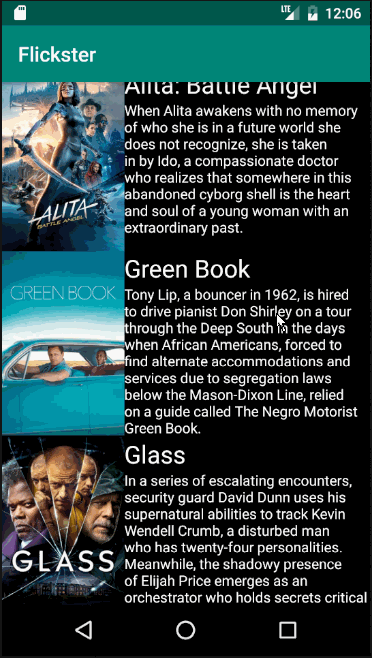 LTE 12:06
Flickster
Alita: Battle Angel
When Alita awakens with no memory
of who she is in a future world she
does not recognize, she is taken
in by Ido, a compassionate doctor
who realizes that somewhere in this
abandoned cyborg shell is the heart
and soul of a young woman with an
extraordinary past.
ALITA
BATTLE ANGEL
Green Book
Tony Lip, a bouncer in 1962, is hired
to drive pianist Don Shirley on a tour
through the Deep South in the days
when African Americans, forced to
find alternate accommodations and
services due to segregation laws
below the Mason-Dixon Line, relied
on a guide called The Negro Motorist
Green Book.
GREEN BOOK
Glass
In a series of escalating encounters,
security guard David Dunn uses his
supernatural abilities to track Kevin
Wendell Crumb, a disturbed man
who has twenty-four personalities.
Meanwhile, the shadowy presence
of Elijah Price emerges as an
orchestrator who holds secrets critical
GLASS